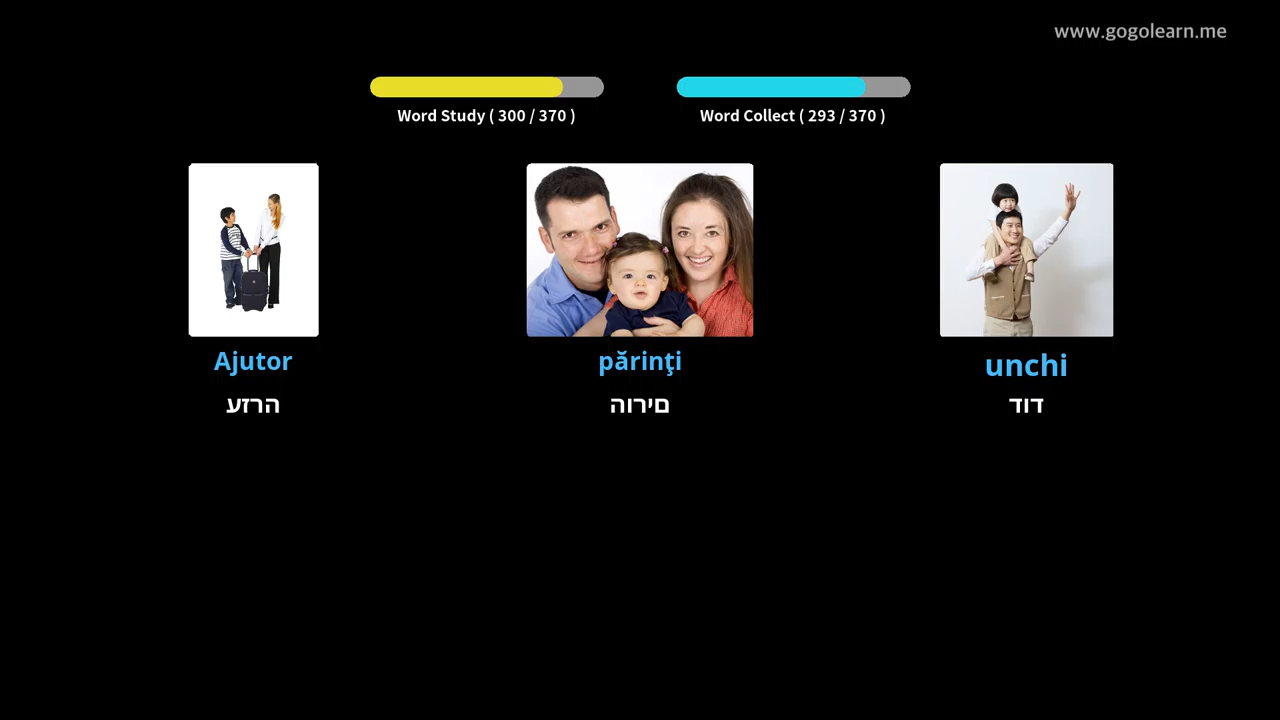 www.gogolearn.me
Word Study ( 300 / 370 )
Word Collect ( 293 / 370 )
Ajutor
הרזע
părinţi
םירוה
unchi
דוד